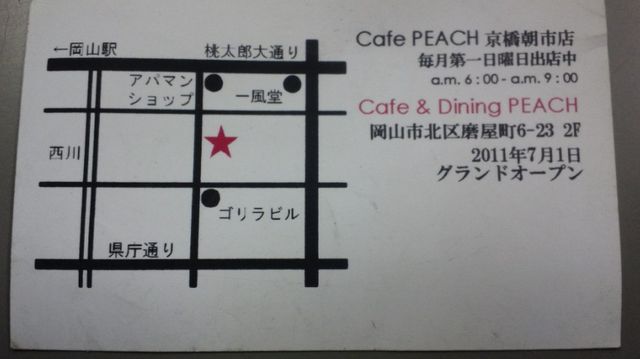 ←岡山駅
桃太郎大通り
アパマン
ショップ
一風堂
西川
ゴリラビル
県庁通り
Cafe PEACH 京橋朝市店
毎月第一日曜日出店中
a.m. 6:00 - a.m. 9:00
Cafe & Dining PEACH
岡山市北区磨屋町6-23 2F
2011年7月1日
グランドオープン